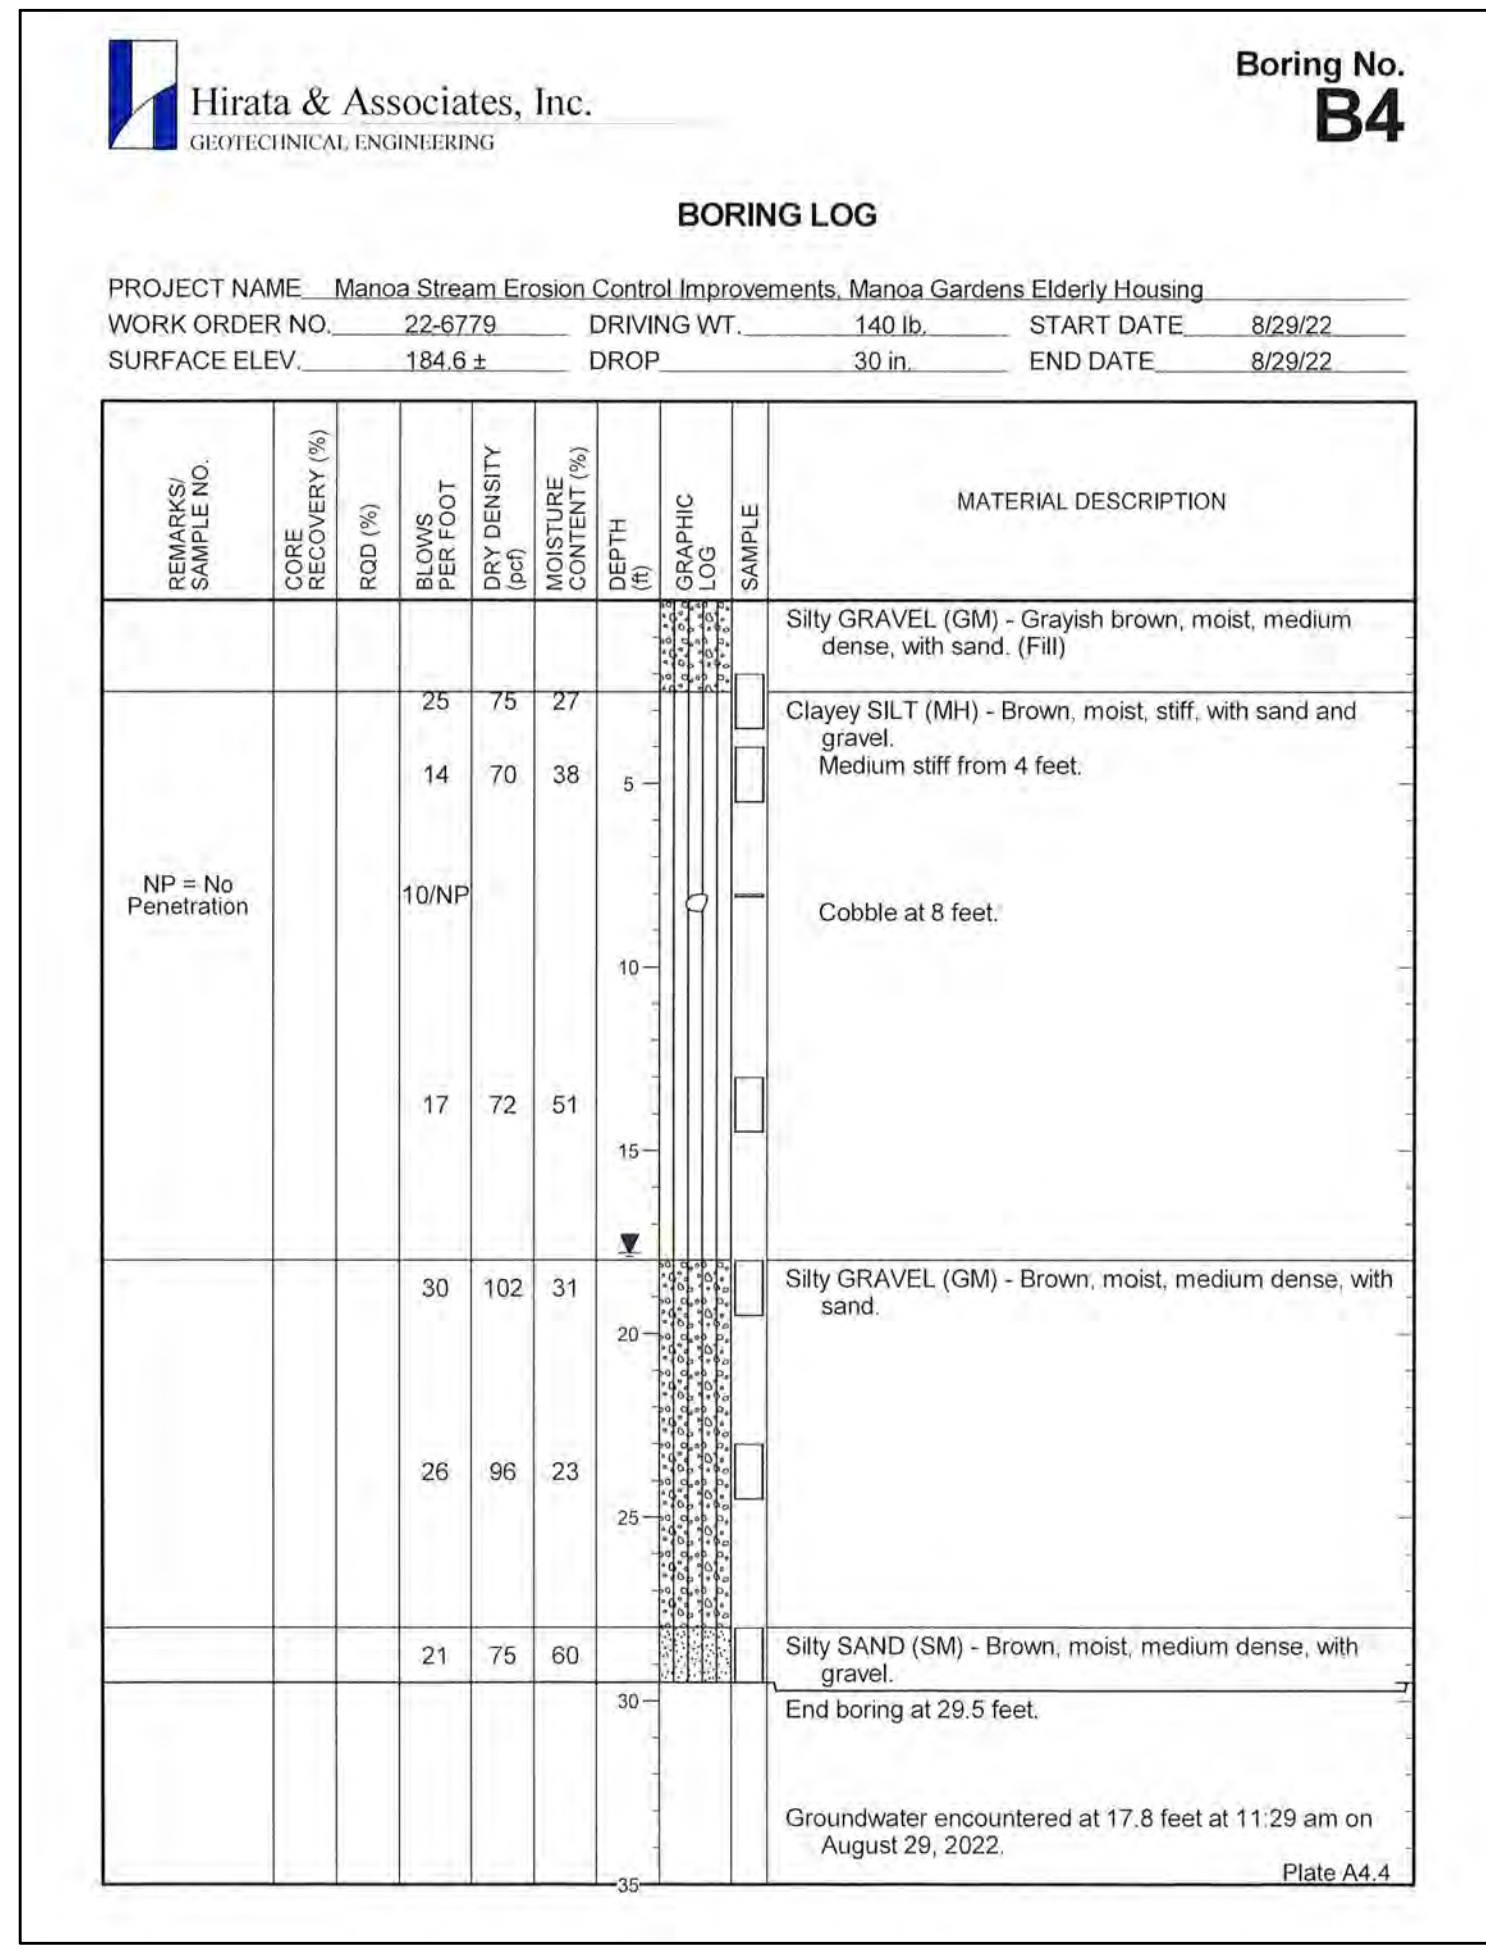 Hirata & Associates, Inc.
GEOTECHNICAL ENGINEERING
Boring No.
B4
BORING LOG
PROJECT NAME Manoa Stream Erosion Control Improvements, Manoa Gardens Elderly Housing
WORK ORDER NO. 22-6779 DRIVING WT. 140 lb. START DATE 8/29/22
SURFACE ELEV. 184.6 ± DROP 30 in. END DATE 8/29/22
REMARKS/
SAMPLE NO.
CORE
RECOVERY (%)
RQD (%)
BLOWS
PER FOOT
DRY DENSITY
(pcf)
MOISTURE
CONTENT (%)
DEPTH
(ft)
GRAPHIC
LOG
SAMPLE
MATERIAL DESCRIPTION
Silty GRAVEL (GM) - Grayish brown, moist, medium
dense, with sand. (Fill)
25 75 27
Clayey SILT (MH) - Brown, moist, stiff, with sand and
gravel.
Medium stiff from 4 feet.
14 70 38
5
NP = No
Penetration
10/NP
Cobble at 8 feet.
10
17 72 51
15
30 102 31
Silty GRAVEL (GM) - Brown, moist, medium dense, with
sand.
20
26 96 23
25
21 75 60
Silty SAND (SM) - Brown, moist, medium dense, with
gravel.
30
End boring at 29.5 feet.
Groundwater encountered at 17.8 feet at 11:29 am on
August 29, 2022.
Plate A4.4
35